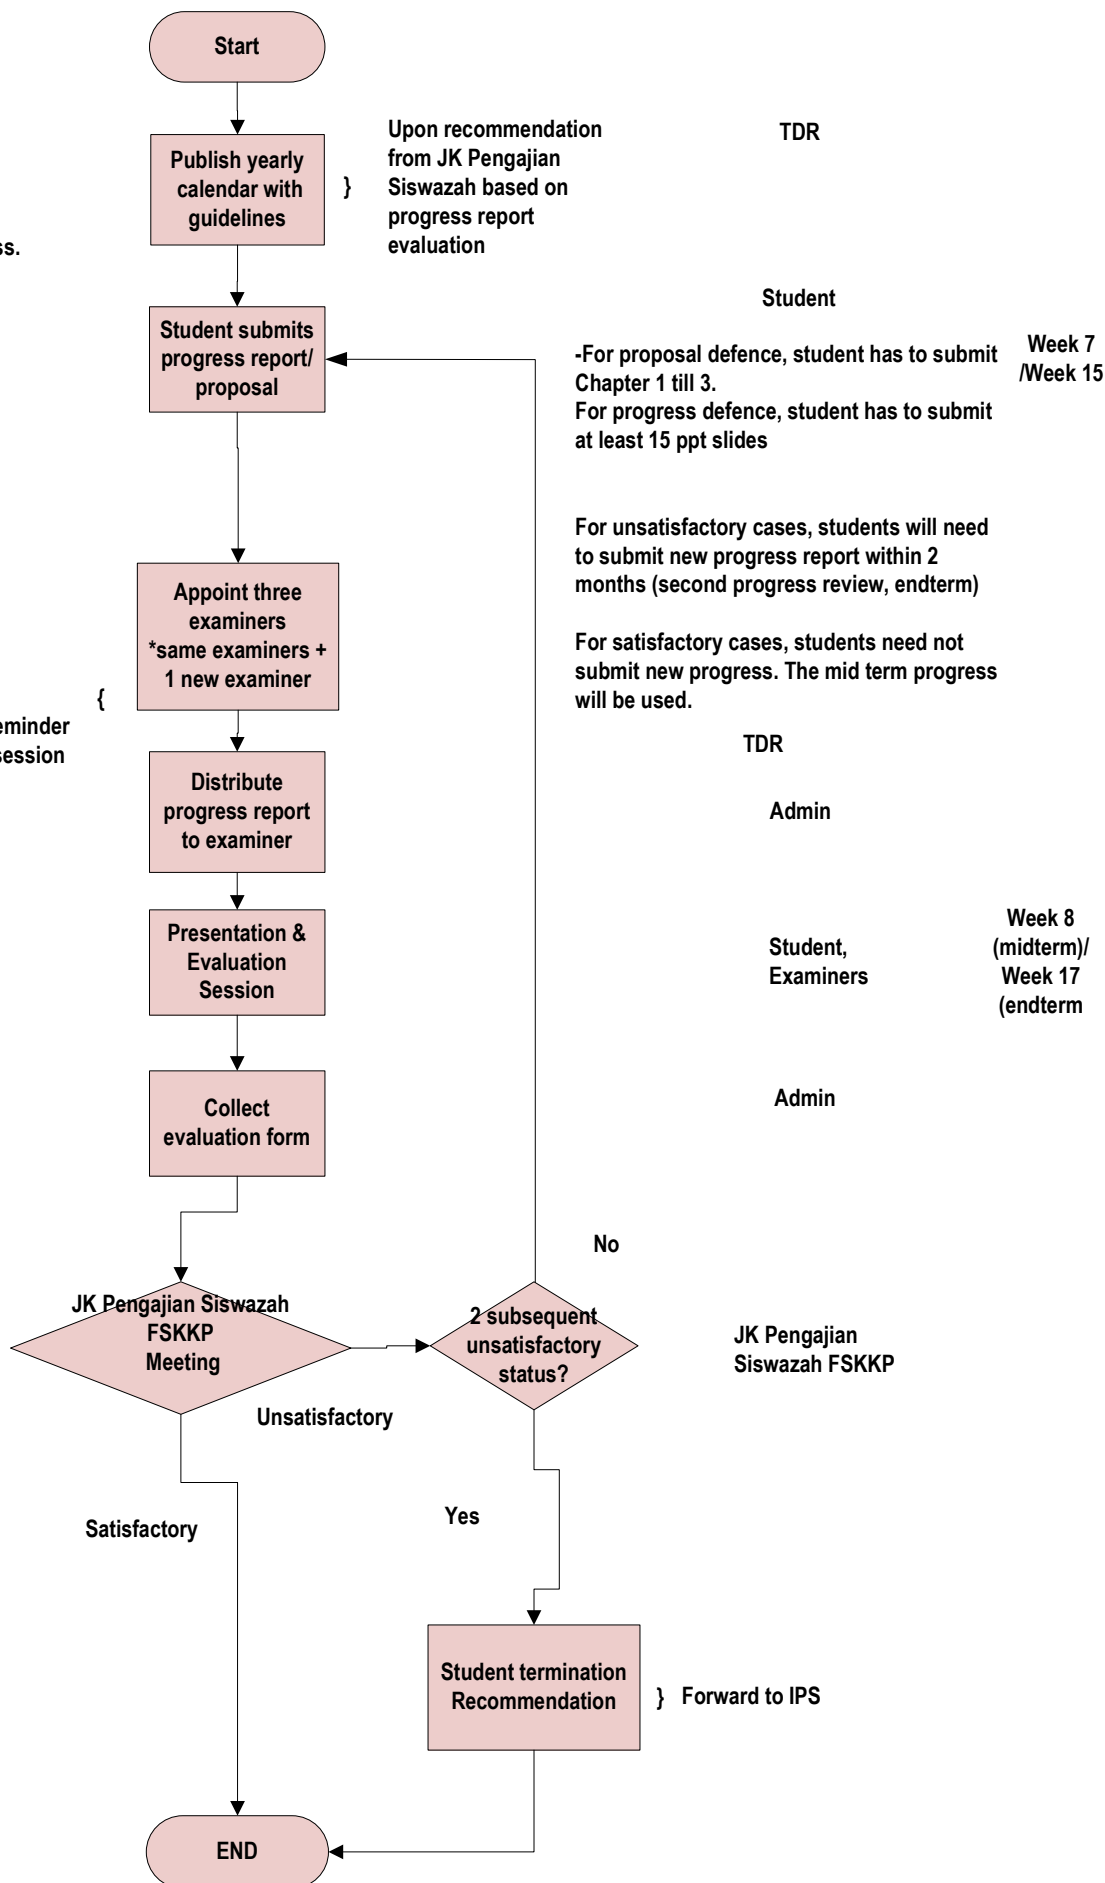 Start
Publish yearly
calendar with
guidelines
}
Upon recommendation
from JK Pengajian
Siswazah based on
progress report
evaluation
TDR
ss.
Student submits
progress report/
proposal
Student
-For proposal defence, student has to submit
Chapter 1 till 3.
For progress defence, student has to submit
at least 15 ppt slides
Week 7
/Week 15
For unsatisfactory cases, students will need
to submit new progress report within 2
months (second progress review, endterm)
For satisfactory cases, students need not
submit new progress. The mid term progress
will be used.
Appoint three
examiners
*same examiners +
1 new examiner
{
eminder
session
TDR
Distribute
progress report
to examiner
Admin
Presentation &
Evaluation
Session
Student,
Examiners
Week 8
(midterm)/
Week 17
(endterm
Collect
evaluation form
Admin
No
JK Pengajian Siswazah
FSKKP
Meeting
2 subsequent
unsatisfactory
status?
JK Pengajian
Siswazah FSKKP
Unsatisfactory
Satisfactory
Yes
Student termination
Recommendation
} Forward to IPS
END